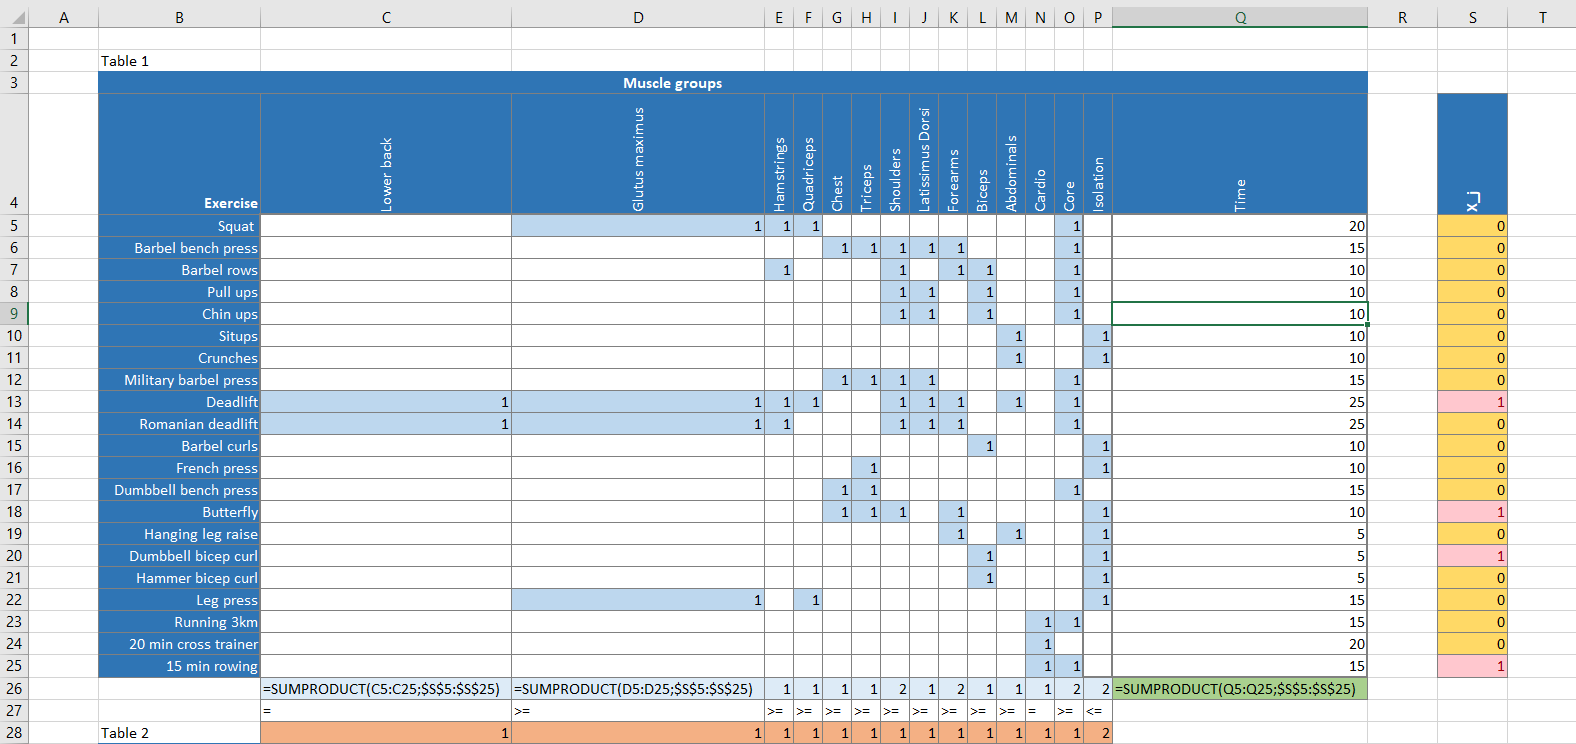 A B C D E F G H I J K L M N O P Q R S T
1
2 Table 1
3 Muscle groups
4 Exercise Lower back Glutus maximus Hamstrings Quadriceps Chest Triceps Shoulders Latissimus Dorsi Forearms Biceps Abdominals Cardio Core Isolation Time x_j
5 Squat 1 1 1 1 20 0
6 Barbel bench press 1 1 1 1 1 1 15 0
7 Barbel rows 1 1 1 1 1 10 0
8 Pull ups 1 1 1 1 10 0
9 Chin ups 1 1 1 1 10 0
10 Situps 1 1 10 0
11 Crunches 1 1 10 0
12 Military barbel press 1 1 1 1 1 15 0
13 Deadlift 1 1 1 1 1 1 1 1 1 25 1
14 Romanian deadlift 1 1 1 1 1 1 1 25 0
15 Barbel curls 1 1 10 0
16 French press 1 1 10 0
17 Dumbbell bench press 1 1 1 15 0
18 Butterfly 1 1 1 1 1 10 1
19 Hanging leg raise 1 1 1 5 0
20 Dumbbell bicep curl 1 1 5 1
21 Hammer bicep curl 1 1 5 0
22 Leg press 1 1 1 15 0
23 Running 3km 1 1 15 0
24 20 min cross trainer 1 20 0
25 15 min rowing 1 1 15 1
26 =SUMPRODUCT(C5:C25;$S$5:$S$25) =SUMPRODUCT(D5:D25;$S$5:$S$25) 1 1 1 1 2 1 2 1 1 1 2 2 =SUMPRODUCT(Q5:Q25;$S$5:$S$25)
27 = >= >= >= >= >= >= >= >= >= >= = >= <=
28 Table 2 1 1 1 1 1 1 1 1 1 1 1 1 1 2